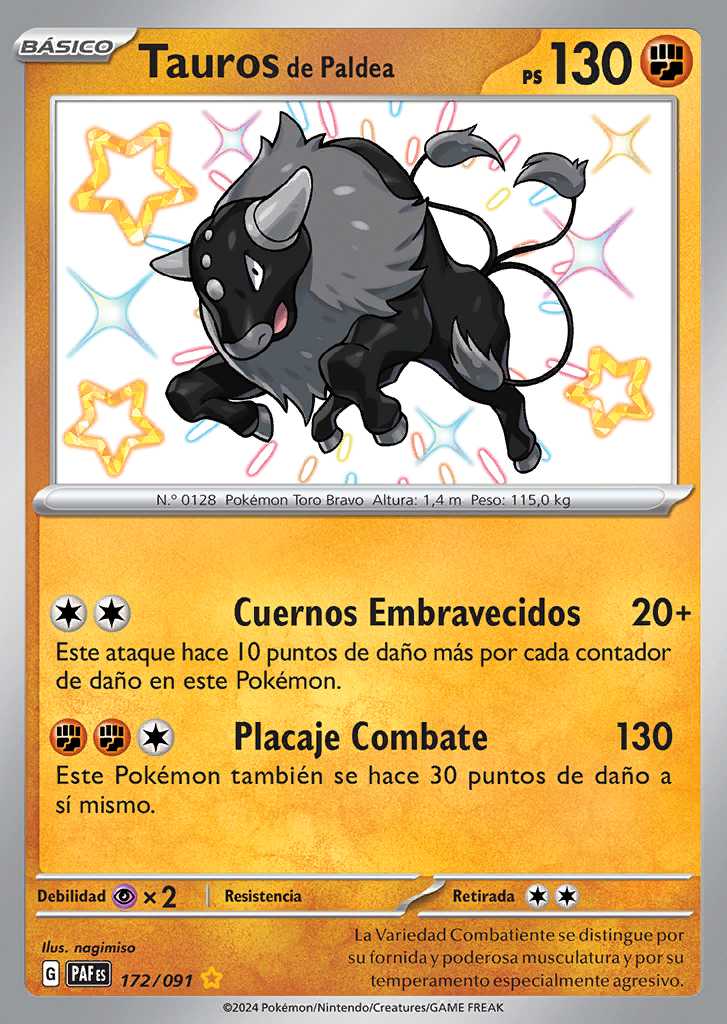 BÁSICO
Tauros de Paldea
PS 130
N.º 0128 Pokémon Toro Bravo Altura: 1,4 m Peso: 115,0 kg
Cuernos Embravecidos 20+
Este ataque hace 10 puntos de daño más por cada contador
de daño en este Pokémon.
Placaje Combate 130
Este Pokémon también se hace 30 puntos de daño a
sí mismo.
Debilidad ×2 Resistencia Retirada
Ilus. nagimiso
G PAF ES 172/091
La Variedad Combatiente se distingue por
su fornida y poderosa musculatura y por su
temperamento especialmente agresivo.
©2024 Pokémon/Nintendo/Creatures/GAME FREAK